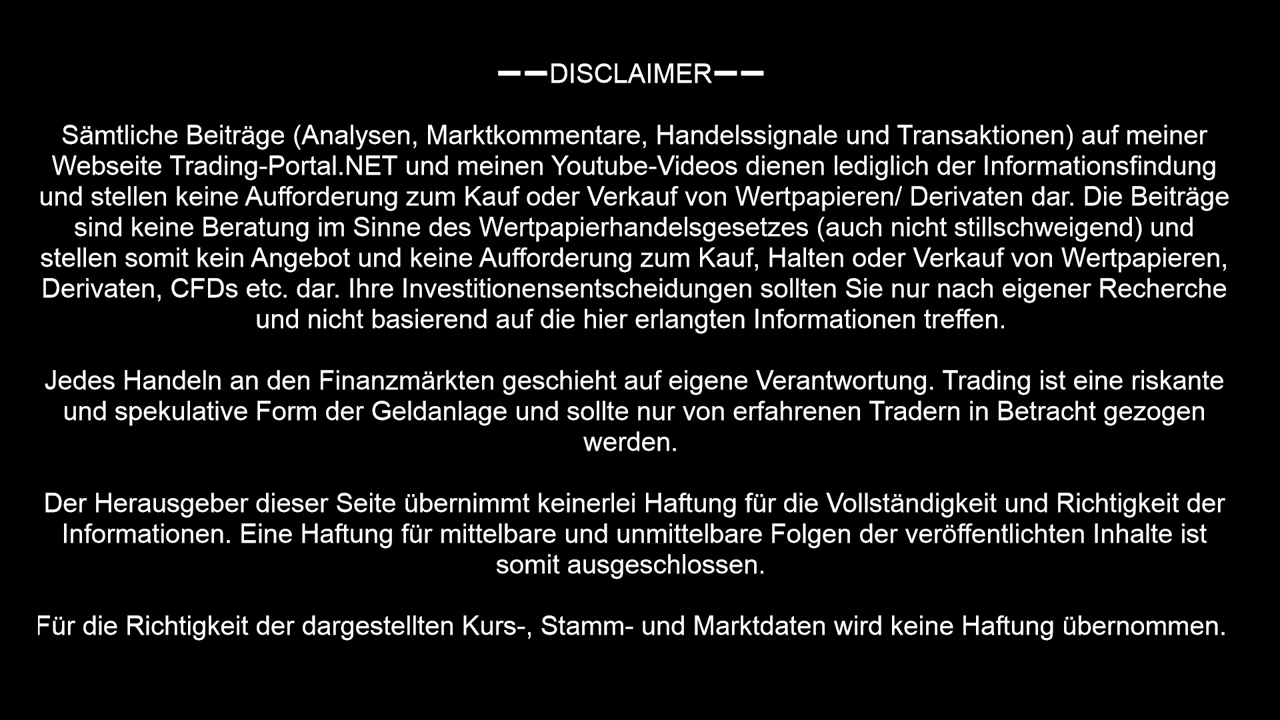 ——DISCLAIMER——
Sämtliche Beiträge (Analysen, Marktkommentare, Handelssignale und Transaktionen) auf meiner
Webseite Trading-Portal.NET und meinen Youtube-Videos dienen lediglich der Informationsfindung
und stellen keine Aufforderung zum Kauf oder Verkauf von Wertpapieren/ Derivaten dar. Die Beiträge
sind keine Beratung im Sinne des Wertpapierhandelsgesetzes (auch nicht stillschweigend) und
stellen somit kein Angebot und keine Aufforderung zum Kauf, Halten oder Verkauf von Wertpapieren,
Derivaten, CFDs etc. dar. Ihre Investitionensentscheidungen sollten Sie nur nach eigener Recherche
und nicht basierend auf die hier erlangten Informationen treffen.
Jedes Handeln an den Finanzmärkten geschieht auf eigene Verantwortung. Trading ist eine riskante
und spekulative Form der Geldanlage und sollte nur von erfahrenen Tradern in Betracht gezogen
werden.
Der Herausgeber dieser Seite übernimmt keinerlei Haftung für die Vollständigkeit und Richtigkeit der
Informationen. Eine Haftung für mittelbare und unmittelbare Folgen der veröffentlichten Inhalte ist
somit ausgeschlossen.
Für die Richtigkeit der dargestellten Kurs-, Stamm- und Marktdaten wird keine Haftung übernommen.